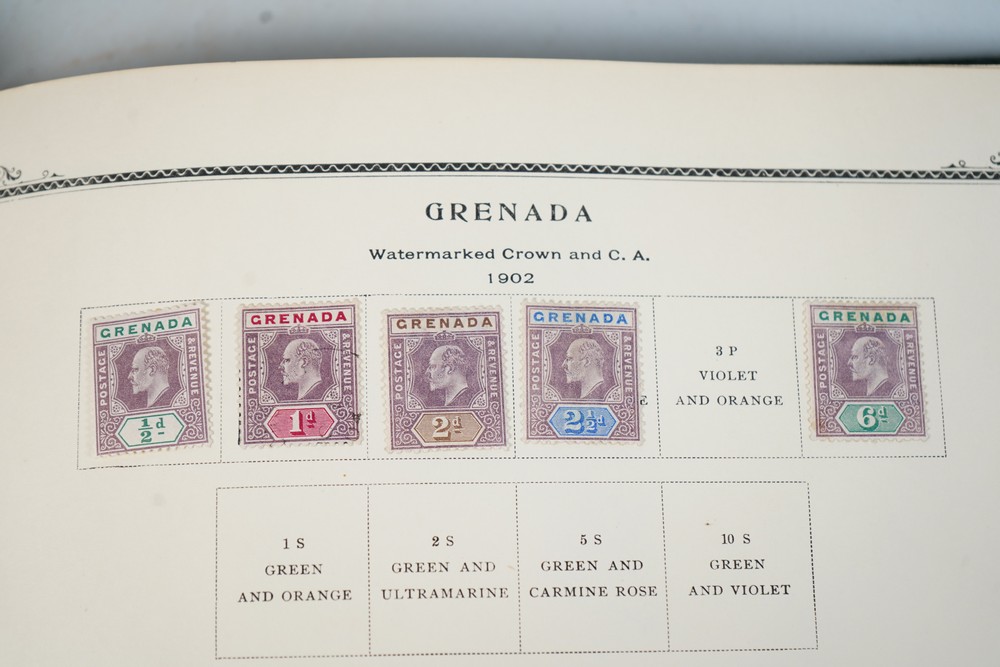 GRENADA
Watermarked Crown and C. A.
1902
GRENADA
POSTAGE
& REVENUE
½d
GRENADA
POSTAGE
& REVENUE
1d
GRENADA
POSTAGE
& REVENUE
2d
GRENADA
POSTAGE
& REVENUE
2½d
E
3 P
VIOLET
AND ORANGE
GRENADA
POSTAGE
& REVENUE
6d
1 S
GREEN
AND ORANGE
2 S
GREEN AND
ULTRAMARINE
5 S
GREEN AND
CARMINE ROSE
10 S
GREEN
AND VIOLET